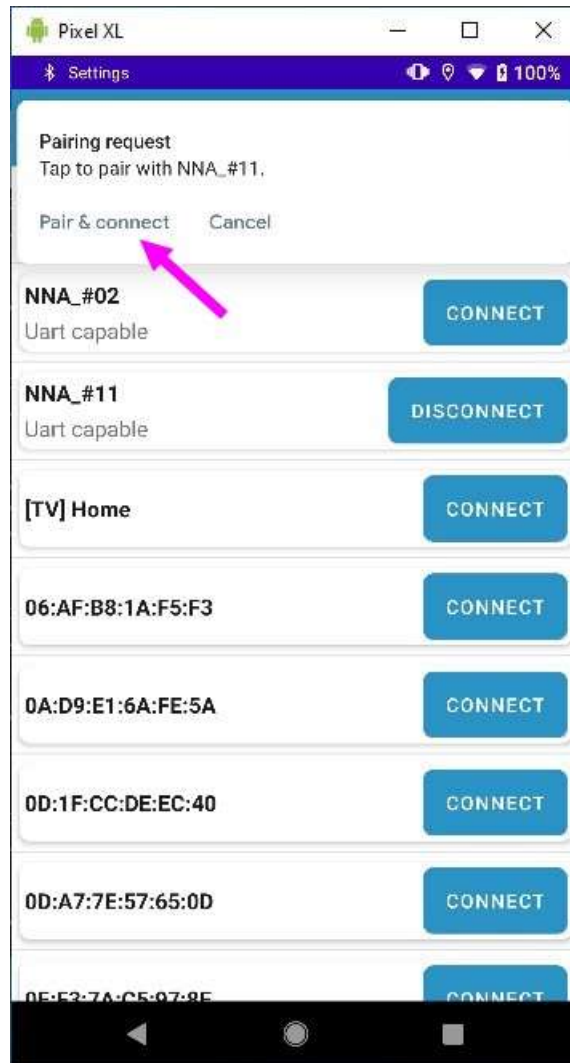 Pixel XL
Settings 100%
Pairing request
Tap to pair with NNA_#11.
Pair & connect Cancel
NNA_#02
Uart capable
CONNECT
NNA_#11
Uart capable
DISCONNECT
[TV] Home
CONNECT
06:AF:B8:1A:F5:F3
CONNECT
0A:D9:E1:6A:FE:5A
CONNECT
0D:1F:CC:DE:EC:40
CONNECT
0D:A7:7E:57:65:0D
CONNECT
CONNECT